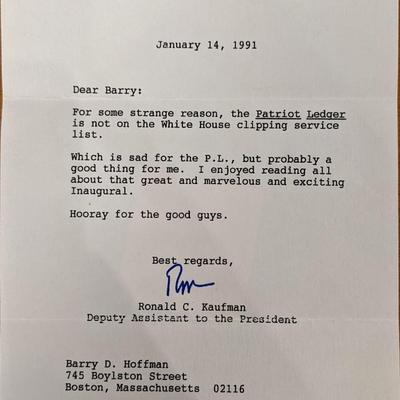 January 14, 1991
Dear Barry:
For some strange reason, the Patriot Ledger
is not on the White House clipping service
list.
Which is sad for the P.L., but probably a
good thing for me. I enjoyed reading all
about that great and marvelous and exciting
Inaugural.
Hooray for the good guys.
Best regards,
Ron
Ronald C. Kaufman
Deputy Assistant to the President
Barry D. Hoffman
745 Boylston Street
Boston, Massachusetts 02116